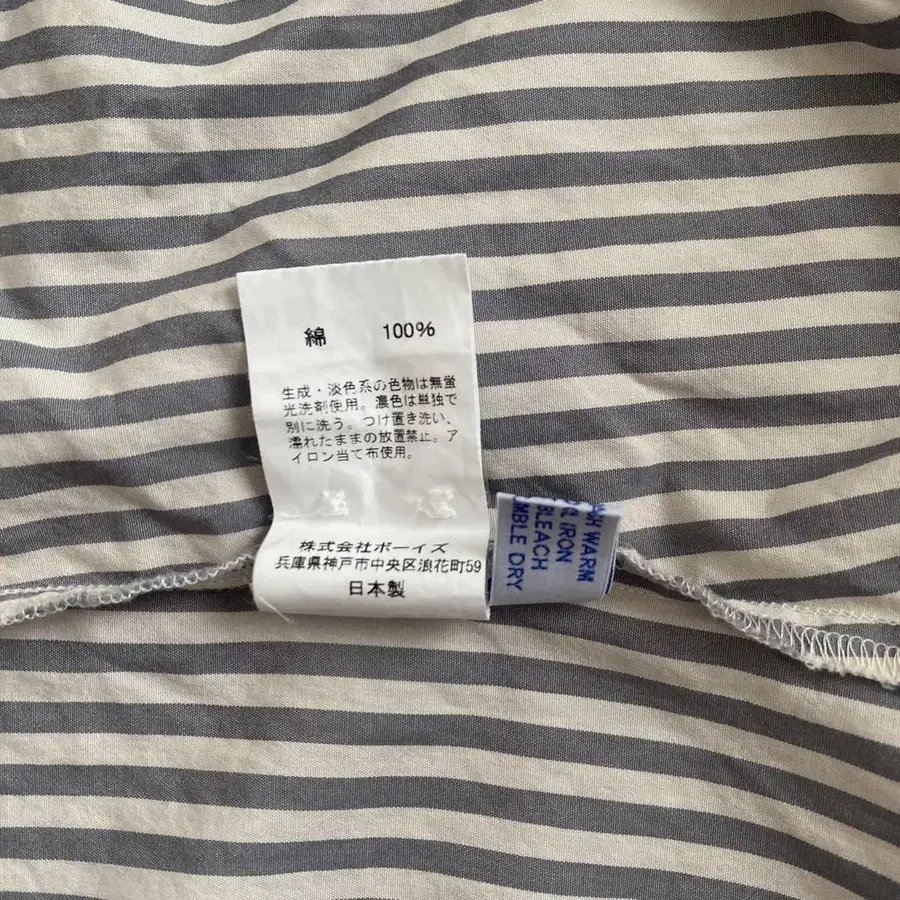 綿 100%
生成・淡色系の色物は無蛍
光洗剤使用。濃色は単独で
別に洗う。つけ置き洗い、
濡れたままの放置禁止。ア
イロン当て布使用。
株式会社ボーイズ
兵庫県神戸市中央区浪花町59
日本製
WARM
IRON
BLEACH
DRY